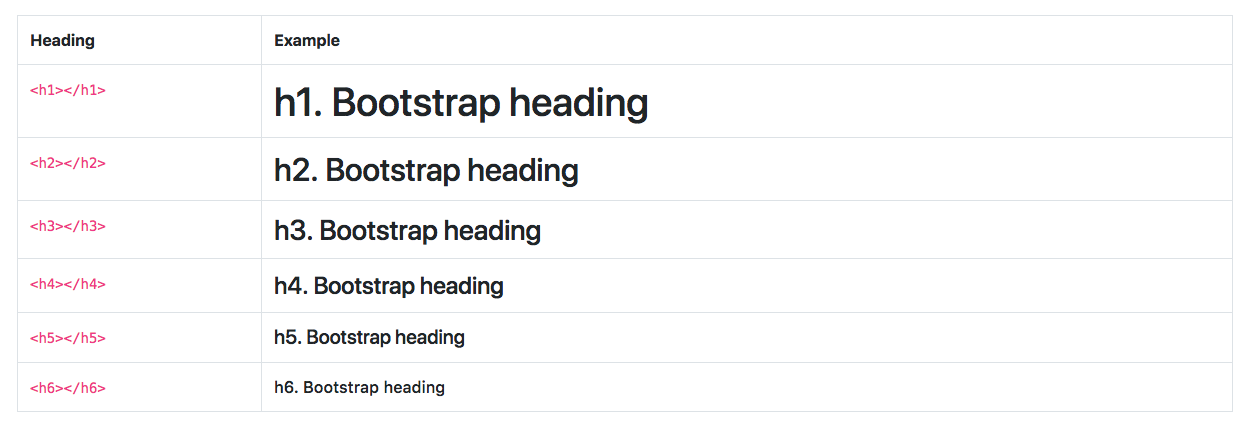 Heading Example
<h1></h1> h1. Bootstrap heading
<h2></h2> h2. Bootstrap heading
<h3></h3> h3. Bootstrap heading
<h4></h4> h4. Bootstrap heading
<h5></h5> h5. Bootstrap heading
<h6></h6> h6. Bootstrap heading